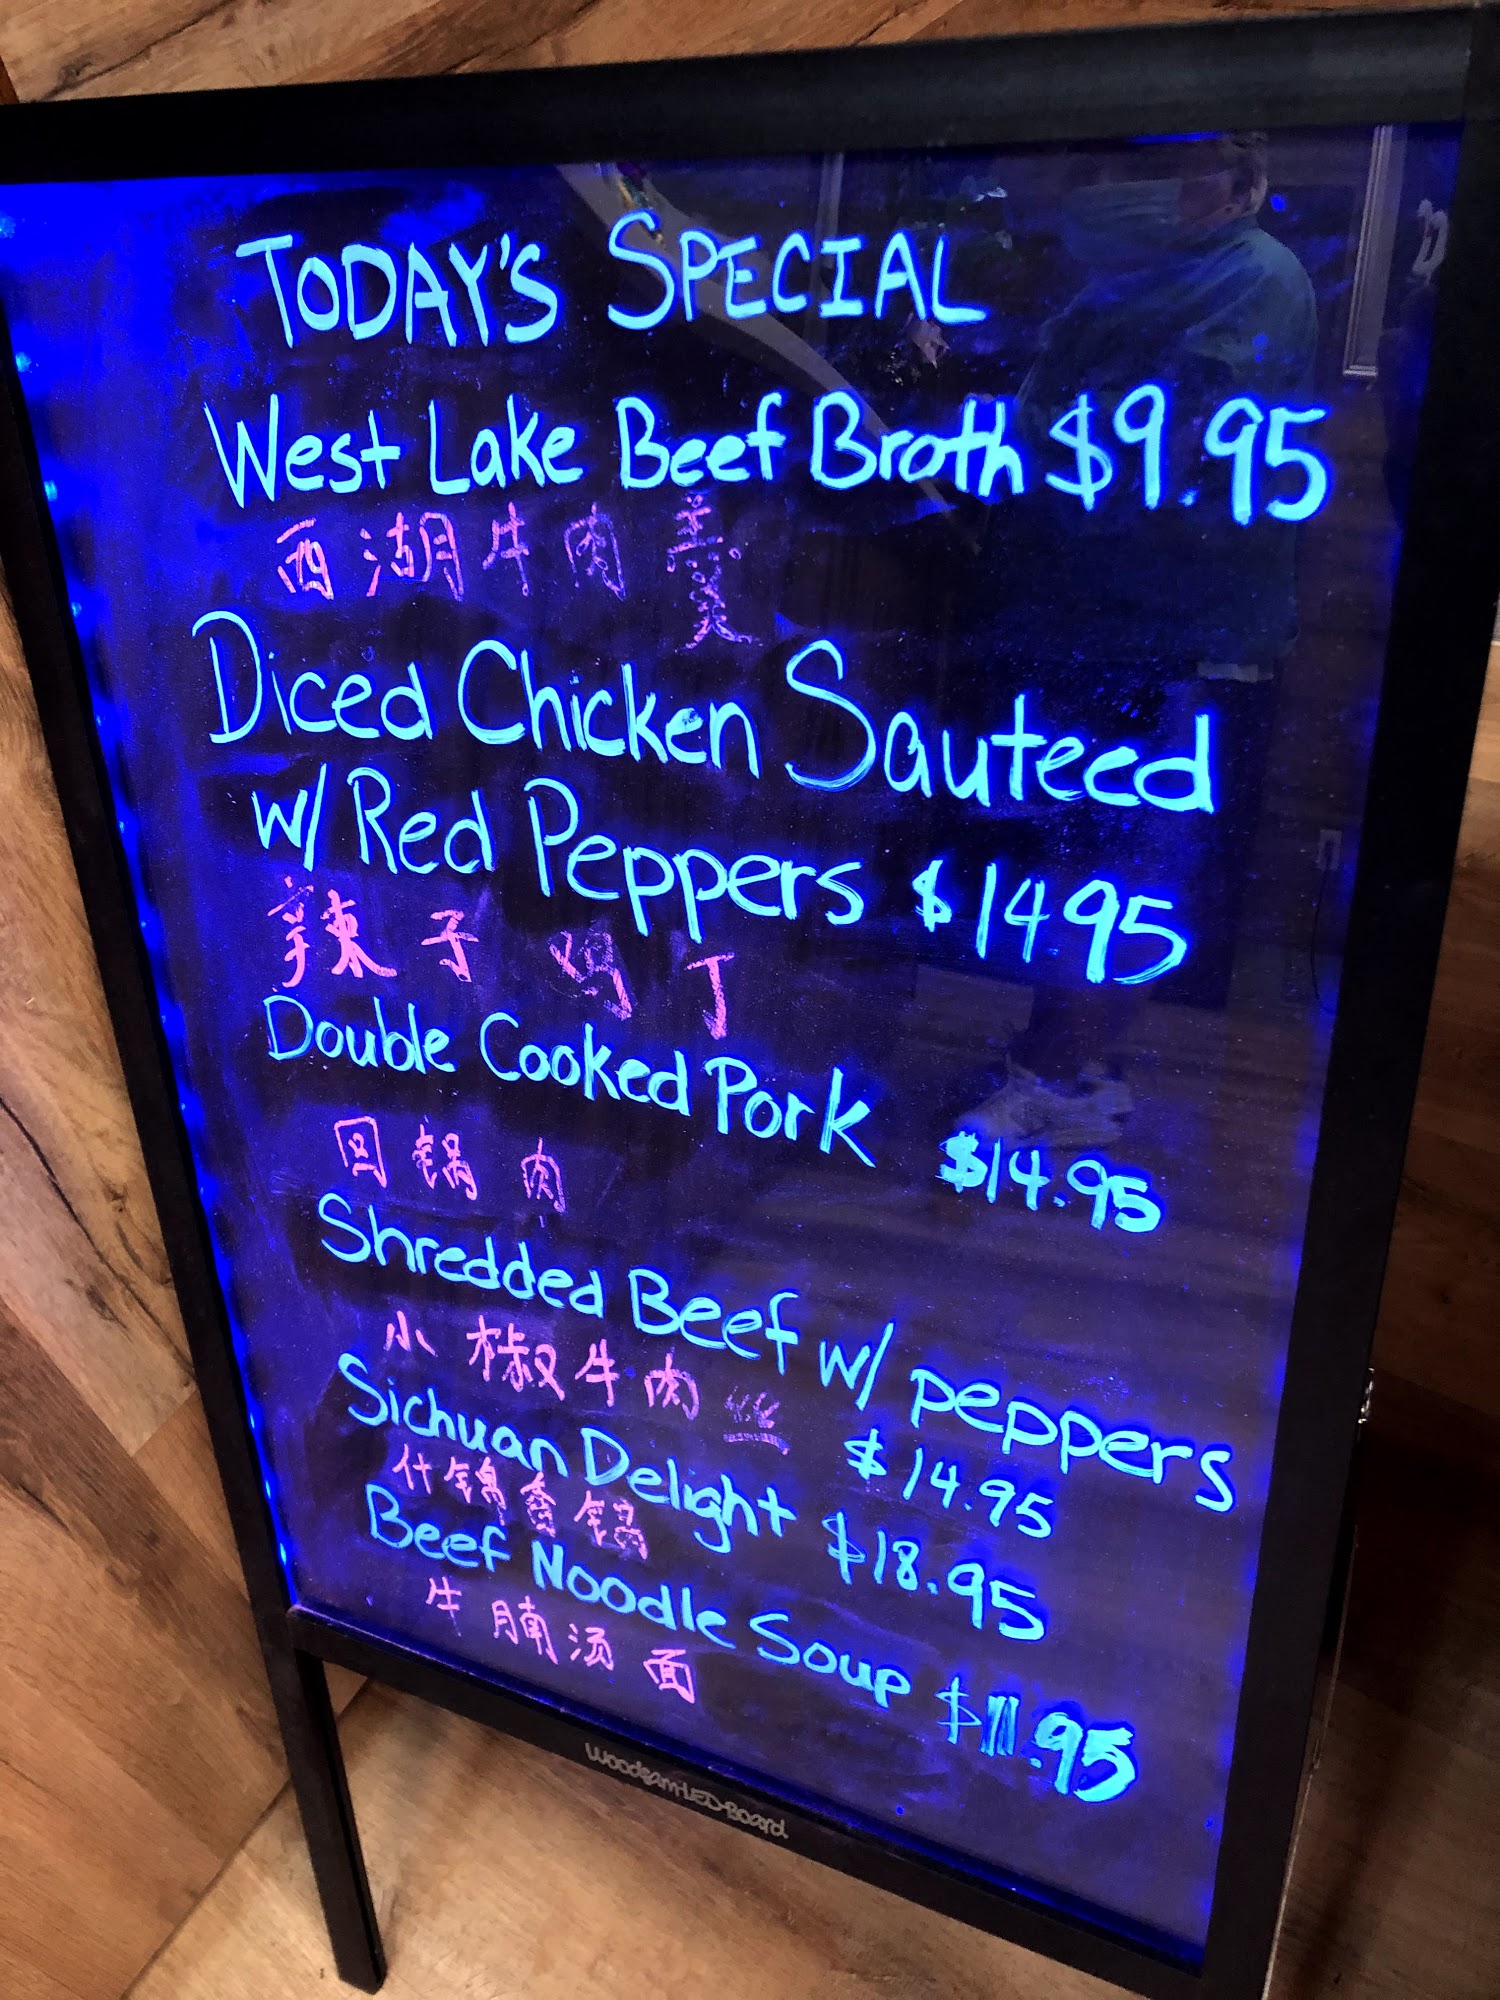 TODAY'S SPECIAL
West Lake Beef Broth $9.95
西湖牛肉羹
Diced Chicken Sauteed
w/ Red Peppers $1495
辣子鸡丁
Double Cooked Pork $14.95
回锅肉
Shredded Beef w/ peppers
小椒牛肉丝 $14.95
Sichuan Delight $18.95
什锦香锅
Beef Noodle Soup $11.95
牛腩汤面
Woodsam-LED-Board